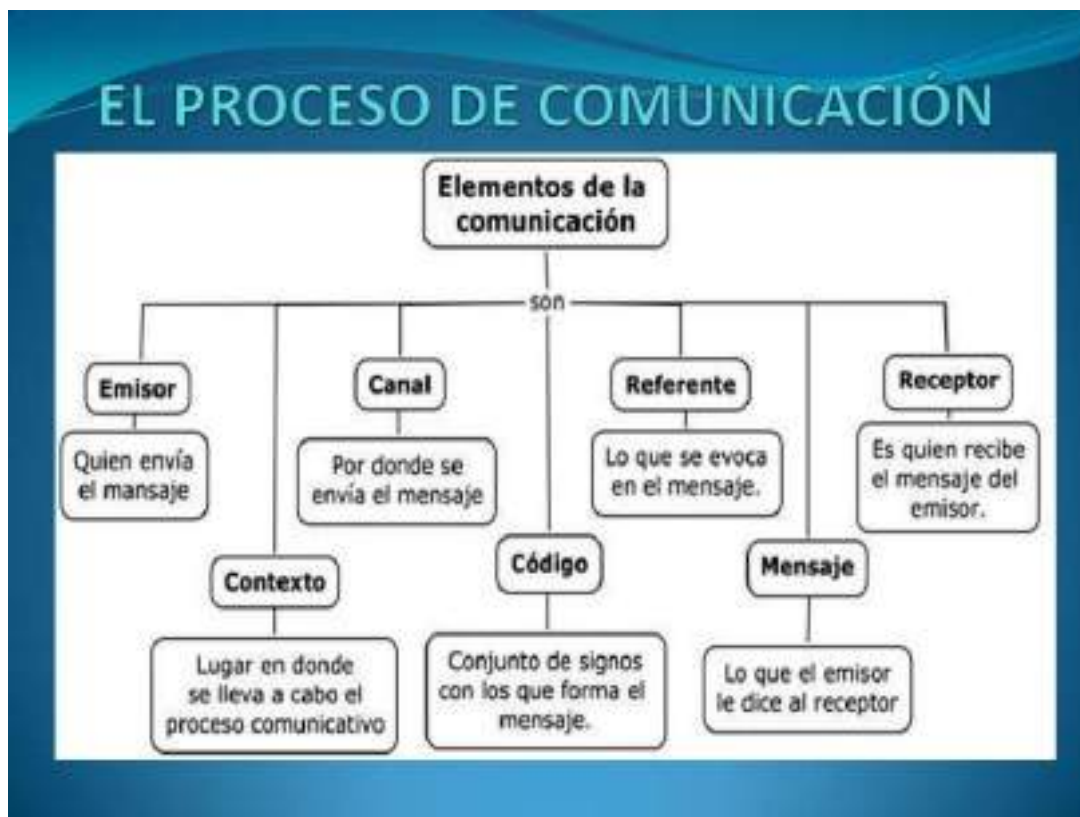 EL PROCESO DE COMUNICACIÓN
Elementos de la
comunicación
son
Emisor
Quien envía
el mansaje
Canal
Por donde se
envía el mensaje
Referente
Lo que se evoca
en el mensaje.
Receptor
Es quien recibe
el mensaje del
emisor.
Contexto
Lugar en donde
se lleva a cabo el
proceso comunicativo
Código
Conjunto de signos
con los que forma el
mensaje.
Mensaje
Lo que el emisor
le dice al receptor